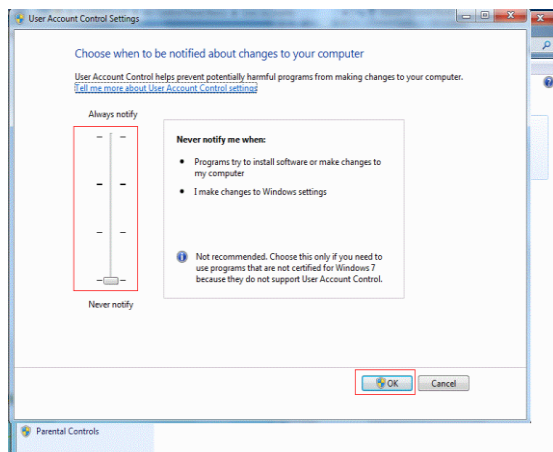 User Account Control Settings
Choose when to be notified about changes to your computer
User Account Control helps prevent potentially harmful programs from making changes to your computer.
Tell me more about User Account Control settings
Always notify
Never notify me when:
Programs try to install software or make changes to
my computer
I make changes to Windows settings
Not recommended. Choose this only if you need to
use programs that are not certified for Windows 7
because they do not support User Account Control.
Never notify
OK
Cancel
Parental Controls